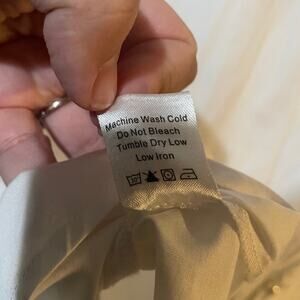 Machine Wash Cold
Do Not Bleach
Tumble Dry Low
Low Iron